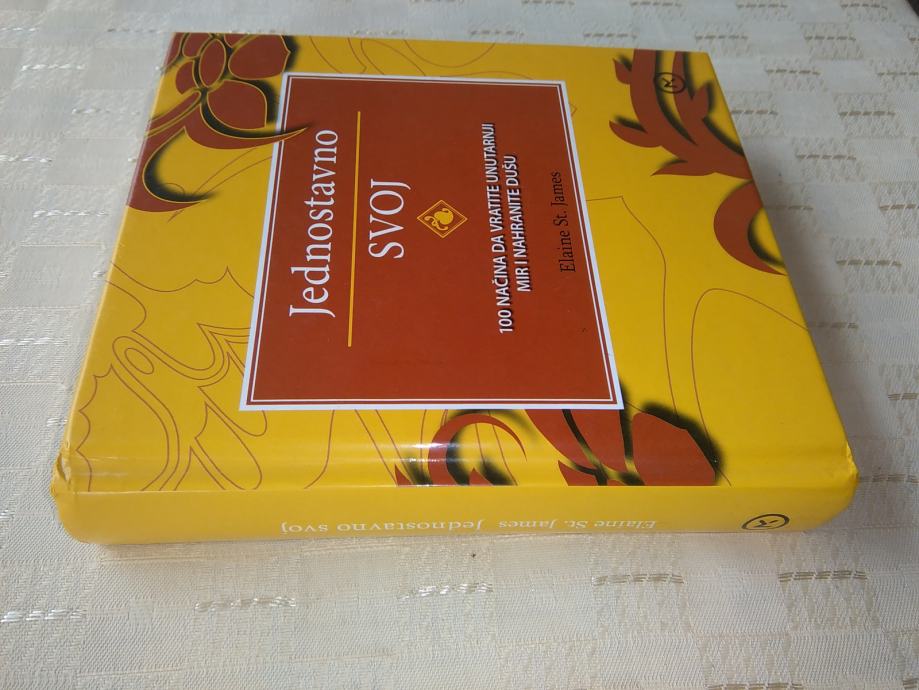 Jednostavno
SVOJ
100 NAČINA DA VRATITE UNUTARNJI
MIR I NAHRANITE DUŠU
Elaine St. James
Elaine St. James Jednostavno svoj